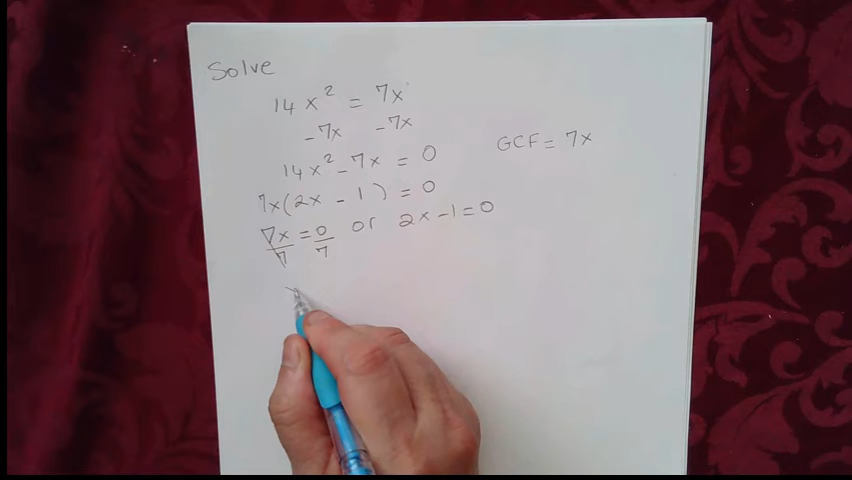 Solve
14x² = 7x
-7x -7x
14x² - 7x = 0
GCF = 7x
7x(2x - 1) = 0
7x/7 = 0/7 or 2x - 1 = 0